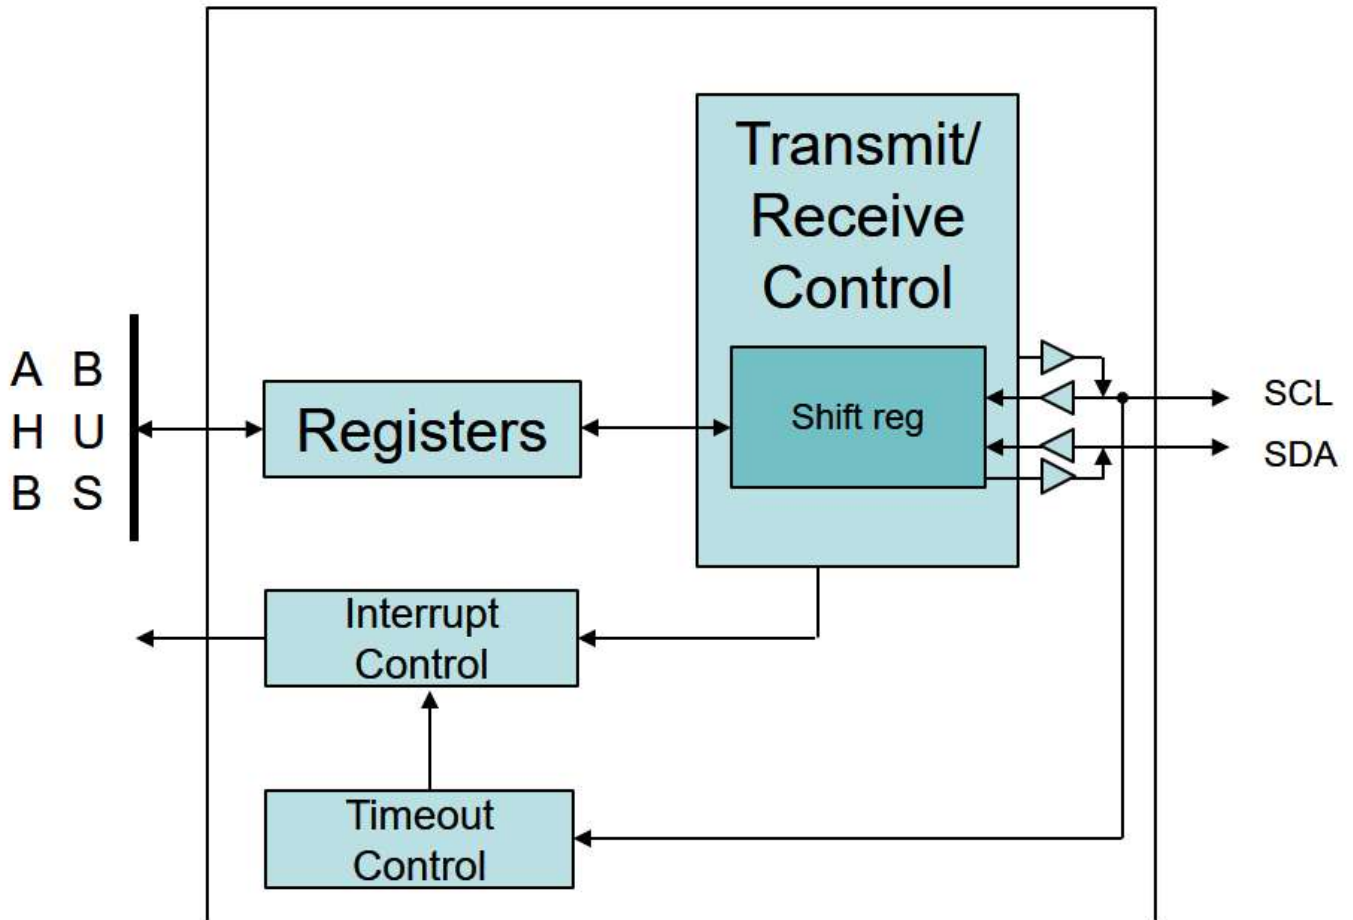 Transmit/
Receive
Control
A B
H U
B S
Registers
Shift reg
SCL
SDA
Interrupt
Control
Timeout
Control